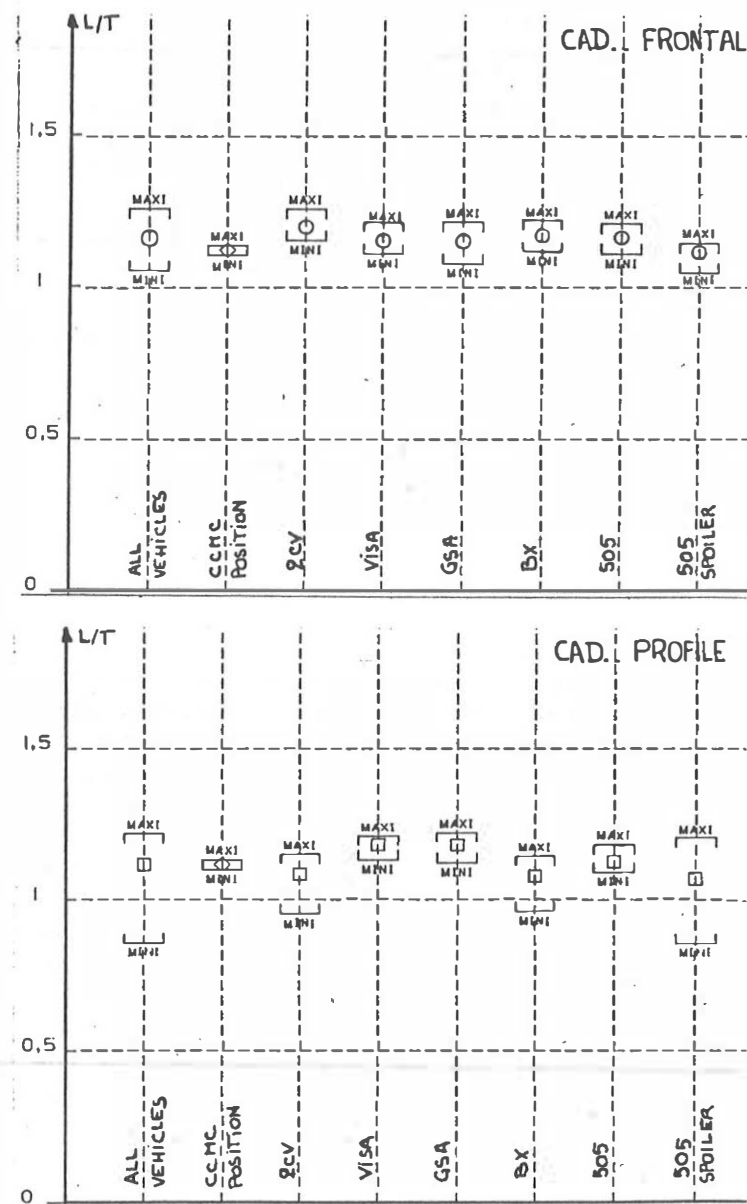 L/T
CAD.. FRONTAL
1,5
MAXI MAXI MAXI MAXI MAXI MAXI MAXI MAXI
MINI MINI MINI MINI MINI MINI MINI MINI
1
0,5
ALL
VEHICLES
CCMC
POSITION
2CV
VISA
GSA
BX
505
505
SPOILER
0
L/T
CAD.. PROFILE
1,5
MAXI MAXI MAXI MAXI MAXI MAXI MAXI MAXI
MINI MINI MINI MINI MINI MINI MINI MINI
1
0,5
ALL
VEHICLES
CCMC
POSITION
2CV
VISA
GSA
BX
505
505
SPOILER
0